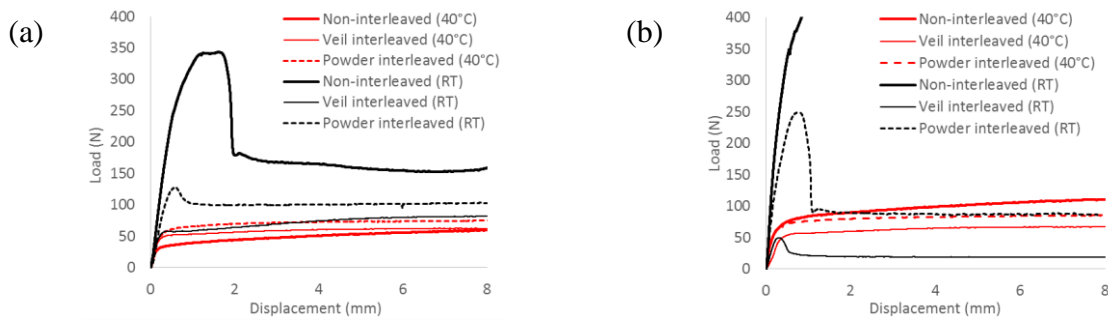 (a)
400
350
300
250
200
150
100
50
0
Load (N)
0 2 4 6 8
Displacement (mm)
Non-interleaved (40°C)
Veil interleaved (40°C)
Powder interleaved (40°C)
Non-interleaved (RT)
Veil interleaved (RT)
Powder interleaved (RT)
(b)
400
350
300
250
200
150
100
50
0
Load (N)
0 2 4 6 8
Displacement (mm)
Non-interleaved (40°C)
Veil interleaved (40°C)
Powder interleaved (40°C)
Non-interleaved (RT)
Veil interleaved (RT)
Powder interleaved (RT)